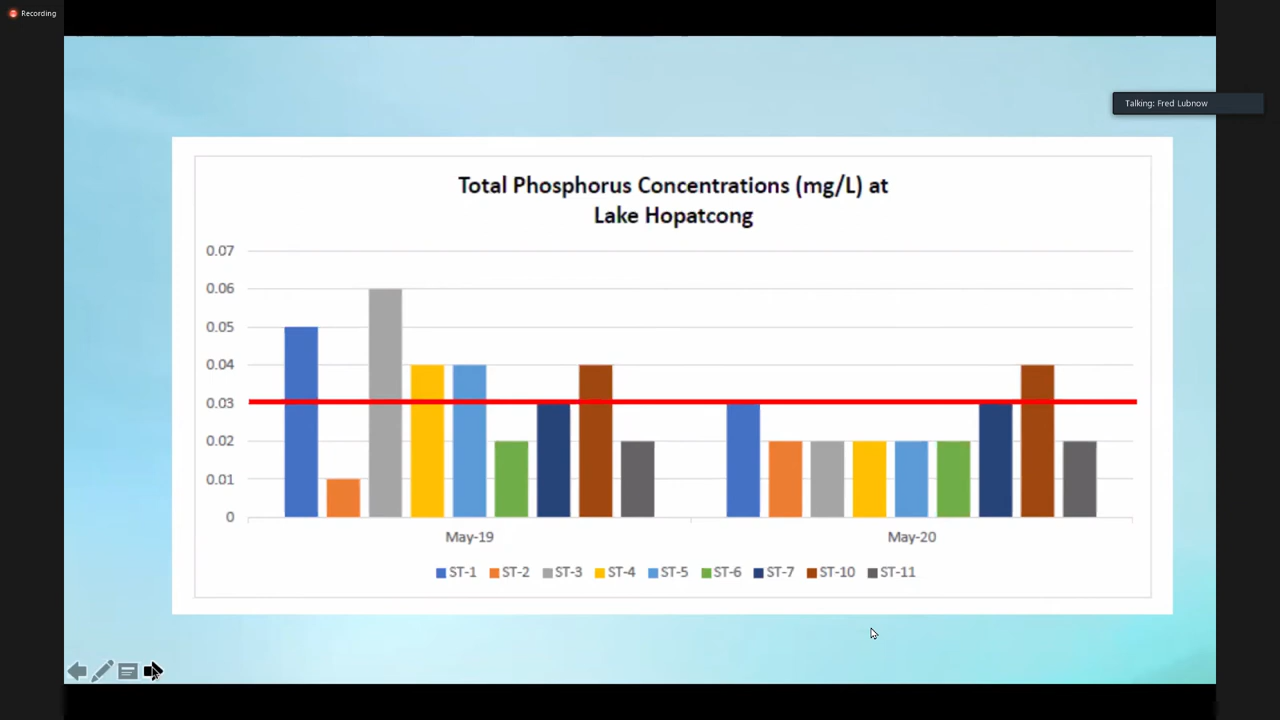 Recording
Talking: Fred Lubnow
Total Phosphorus Concentrations (mg/L) at
Lake Hopatcong
0.07
0.06
0.05
0.04
0.03
0.02
0.01
0
May-19 May-20
ST-1 ST-2 ST-3 ST-4 ST-5 ST-6 ST-7 ST-10 ST-11